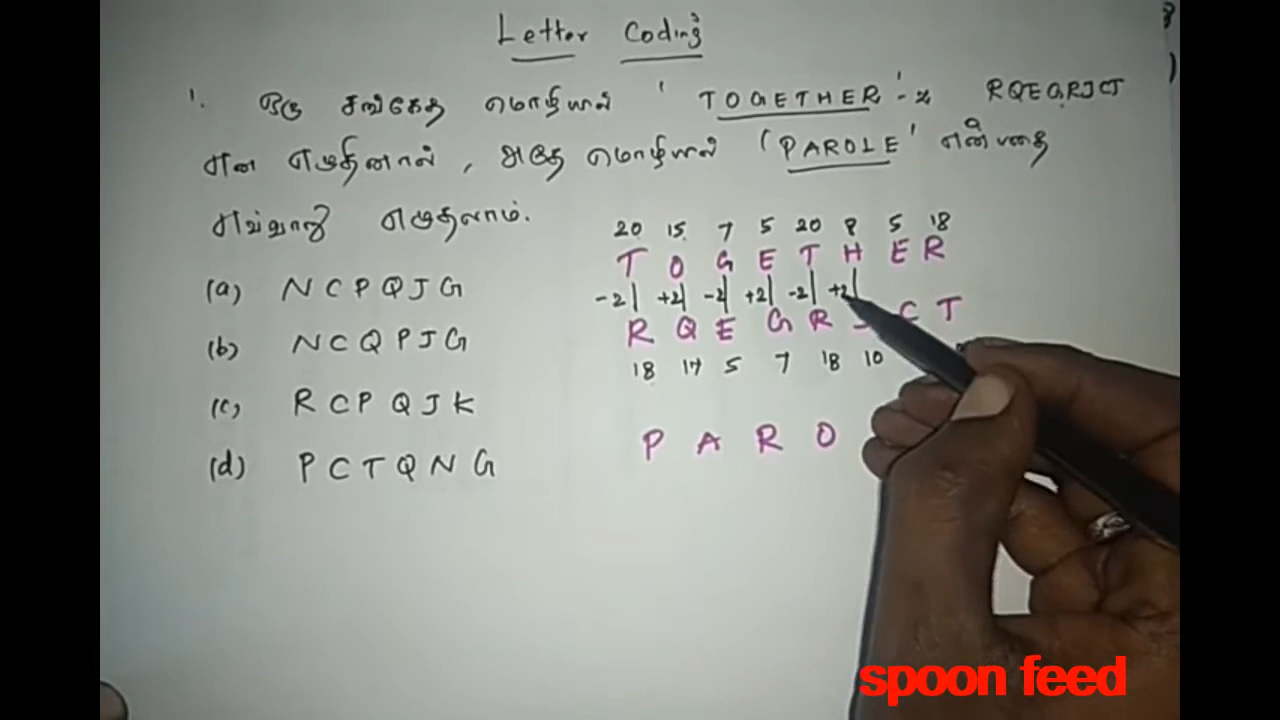 Letter Coding
1. ஒரு சங்கேத மொழியில் 'TOGETHER'-ஐ RQEGRJCT
என எழுதினால், அதே மொழியில் 'PAROLE' என்பதை
எவ்வாறு எழுதலாம்.
20 15 7 5 20 8 5 18
T O G E T H E R
-2 +2 -2 +2 -2 +2
R Q E G R J C T
18 17 5 7 18 10
P A R O
(a) N C P Q J G
(b) N C Q P J G
(c) R C P Q J K
(d) P C T Q N G
spoon feed